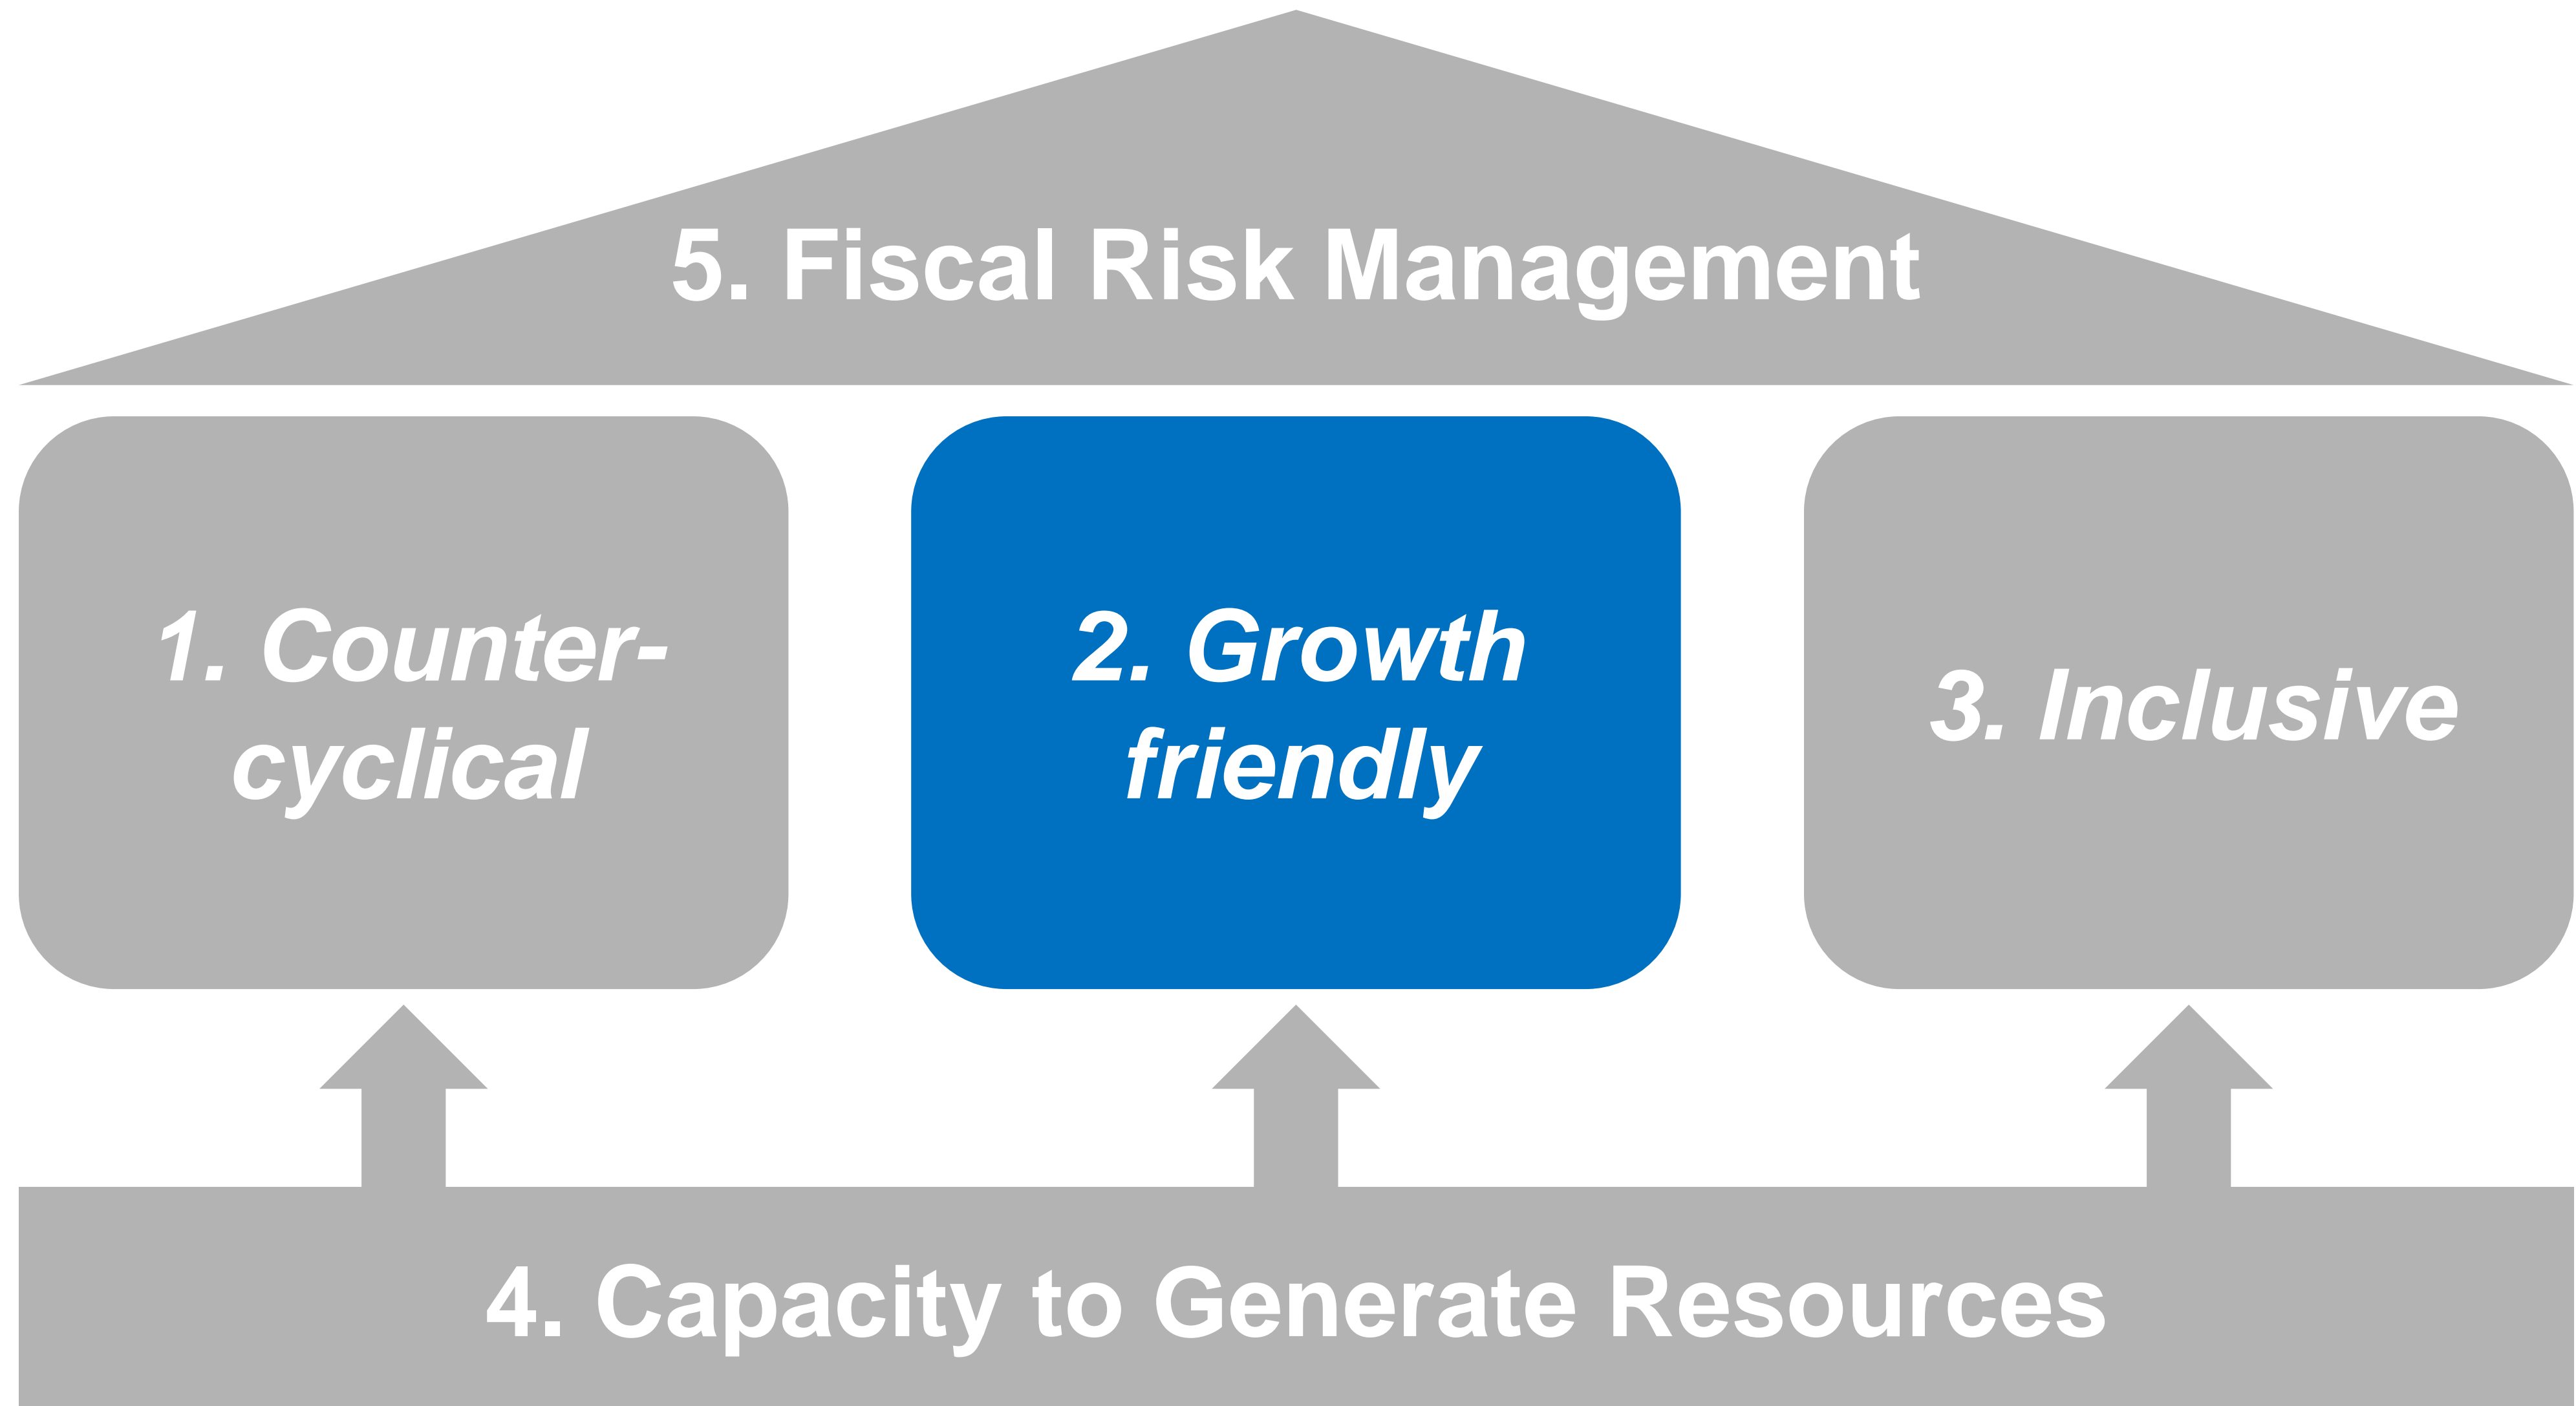 5. Fiscal Risk Management
1. Counter-
cyclical
2. Growth
friendly
3. Inclusive
4. Capacity to Generate Resources